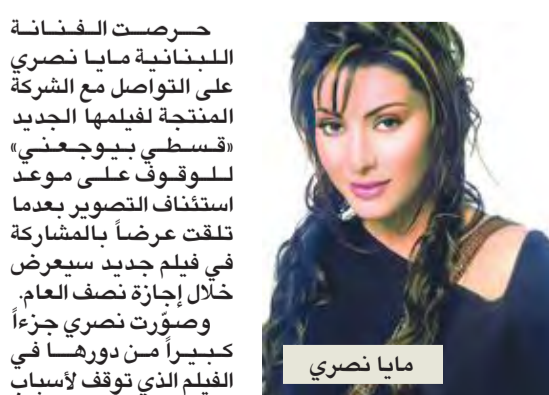 حرصت الفنانة
اللبنانية مايا نصري
على التواصل مع الشركة
المنتجة لفيلمها الجديد
«قسطي بيوجعني»
للوقوف على موعد
استئناف التصوير بعدما
تلقت عرضاً بالمشاركة
في فيلم جديد سيعرض
خلال إجازة نصف العام.
وصوّرت نصري جزءاً
كبيراً من دورها في
الفيلم الذي توقف لأسباب
مايا نصري